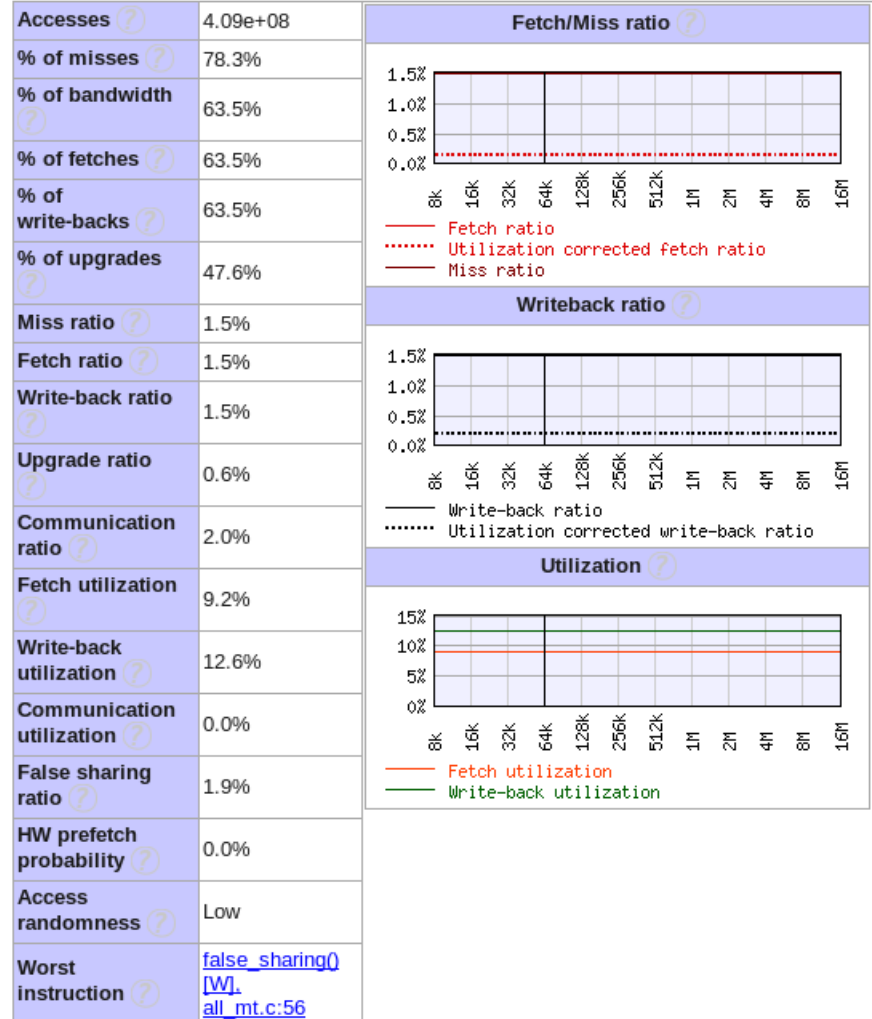 Accesses ?
4.09e+08
% of misses ?
78.3%
% of bandwidth
?
63.5%
% of fetches ?
63.5%
% of
write-backs ?
63.5%
% of upgrades
?
47.6%
Miss ratio ?
1.5%
Fetch ratio ?
1.5%
Write-back ratio
?
1.5%
Upgrade ratio
?
0.6%
Communication
ratio ?
2.0%
Fetch utilization
?
9.2%
Write-back
utilization ?
12.6%
Communication
utilization ?
0.0%
False sharing
ratio ?
1.9%
HW prefetch
probability ?
0.0%
Access
randomness ?
Low
Worst
instruction ?
false_sharing()
[W],
all_mt.c:56
Fetch/Miss ratio ?
1.5%
1.0%
0.5%
0.0%
8k 16k 32k 64k 128k 256k 512k 1M 2M 4M 8M 16M
Fetch ratio
Utilization corrected fetch ratio
Miss ratio
Writeback ratio ?
1.5%
1.0%
0.5%
0.0%
8k 16k 32k 64k 128k 256k 512k 1M 2M 4M 8M 16M
Write-back ratio
Utilization corrected write-back ratio
Utilization ?
15%
10%
5%
0%
8k 16k 32k 64k 128k 256k 512k 1M 2M 4M 8M 16M
Fetch utilization
Write-back utilization